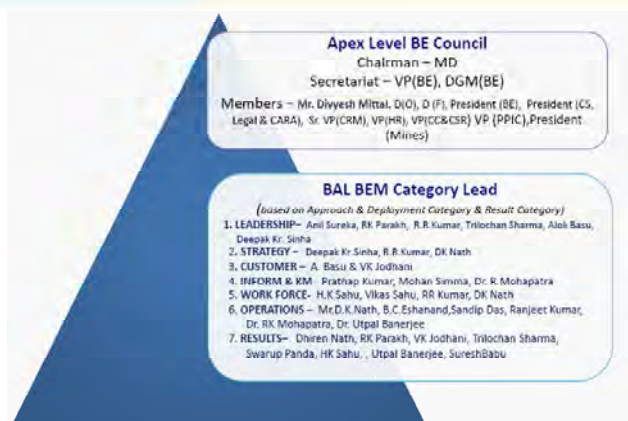 Apex Level BE Council
Chairman – MD
Secretariat – VP(BE), DGM(BE)
Members – Mr. Divyesh Mittal, D(O), D (F), President (BE), President (CS,
Legal & CARA), Sr. VP(CRM), VP(HR), VP(CC&CSR) VP (PPIC),President
(Mines)
BAL BEM Category Lead
(based on Approach & Deployment Category & Result Category)
1. LEADERSHIP– Anil Sureka, RK Parakh, R.R.Kumar, Trilochan Sharma, Alok Basu,
Deepak Kr. Sinha
2. STRATEGY – Deepak Kr.Sinha, R.R.Kumar, DK Nath
3. CUSTOMER – A. Basu & VK Jodhani
4. INFORM & KM- Prathap Kumar, Mohan Simma, Dr. R.Mohapatra
5. WORK FORCE- H.K.Sahu, Vikas Sahu, RR Kumar, DK Nath
6. OPERATIONS – Mr.D.K.Nath, B.C.Eshanand,Sandip Das, Ranjeet Kumar,
Dr. RK Mohapatra, Dr. Utpal Banerjee
7. RESULTS– Dhiren Nath, RK Parakh, VK Jodhani, Trilochan Sharma,
Swarup Panda, HK Sahu, , Utpal Banerjee, SureshBabu